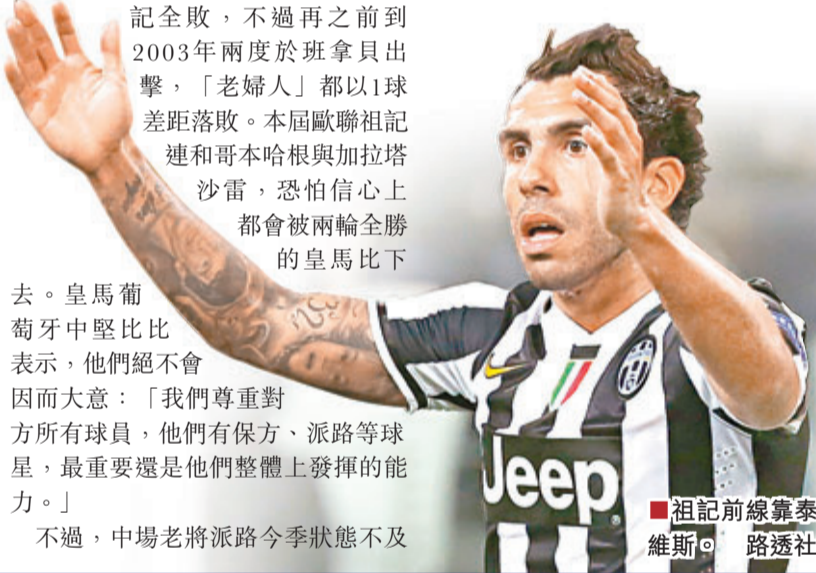 記全敗，不過再之前到
2003年兩度於班拿貝出
擊，「老婦人」都以1球
差距落敗。本屆歐聯祖記
連和哥本哈根與加拉塔
沙雷，恐怕信心上
都會被兩輪全勝
的皇馬比下
去。皇馬葡
萄牙中堅比比
表示，他們絕不會
因而大意：「我們尊重對
方所有球員，他們有保方、派路等球
星，最重要還是他們整體上發揮的能
力。」
不過，中場老將派路今季狀態不及
Jeep
■祖記前線靠泰
維斯。 路透社